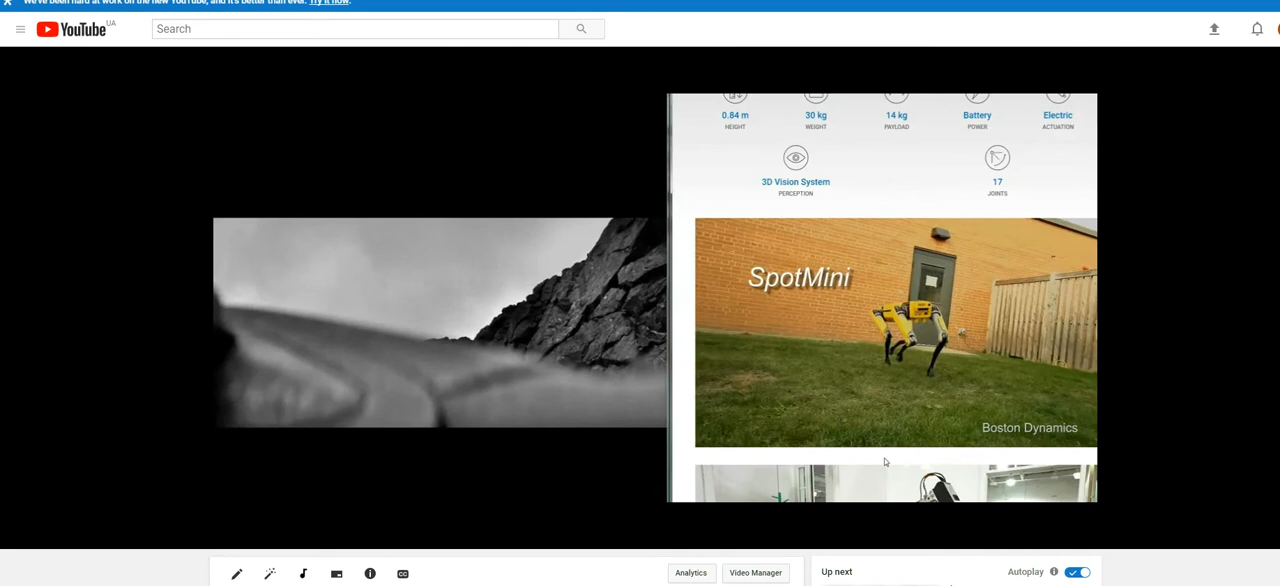 We've been hard at work on the new YouTube, and it's better than ever. Try it now.
YouTube UA
Search
0.84 m
HEIGHT
30 kg
WEIGHT
14 kg
PAYLOAD
Battery
POWER
Electric
ACTUATION
3D Vision System
PERCEPTION
17
JOINTS
SpotMini
Boston Dynamics
CC
Analytics
Video Manager
Up next
Autoplay